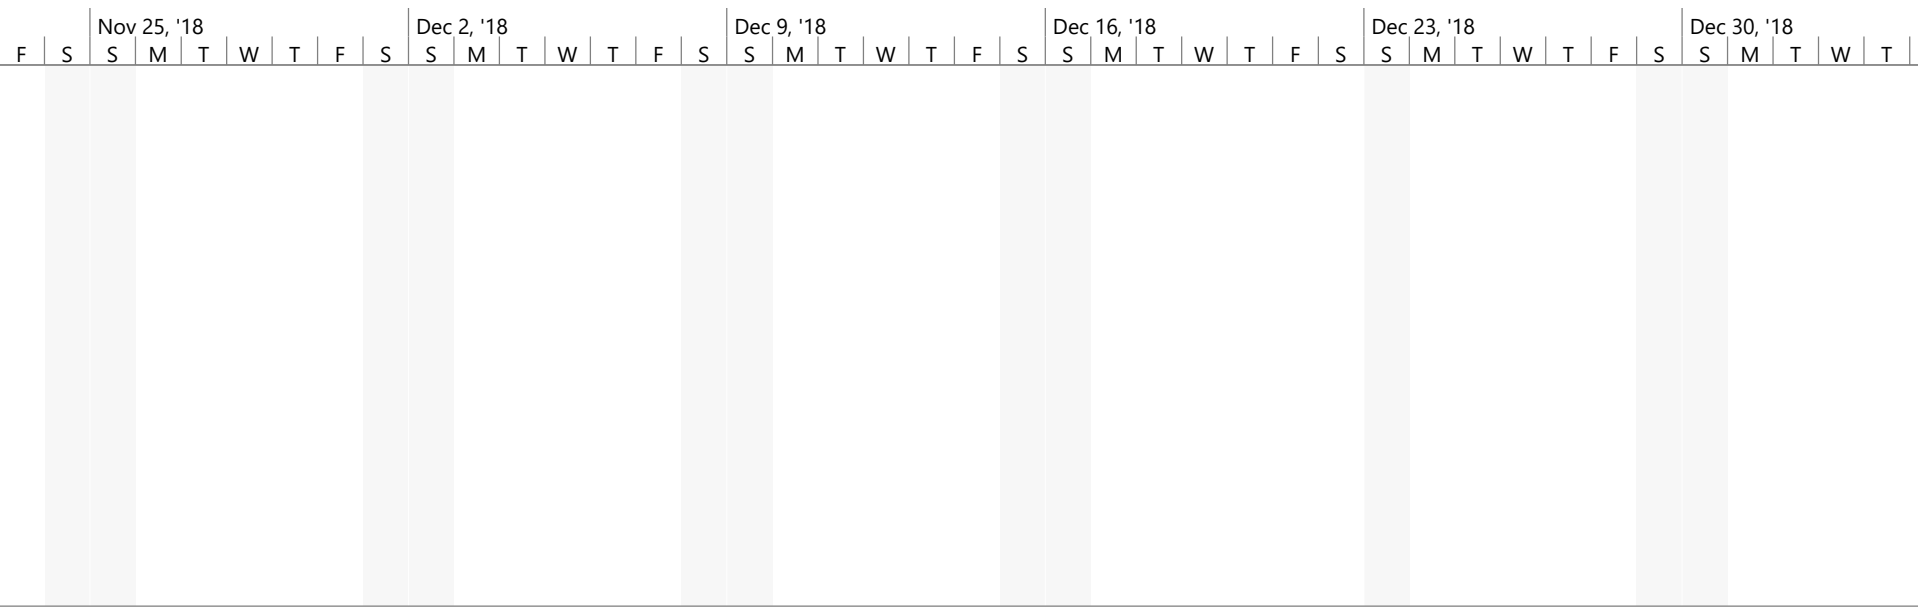 Nov 25, '18 Dec 2, '18 Dec 9, '18 Dec 16, '18 Dec 23, '18 Dec 30, '18
F S S M T W T F S S M T W T F S S M T W T F S S M T W T F S S M T W T F S S M T W T